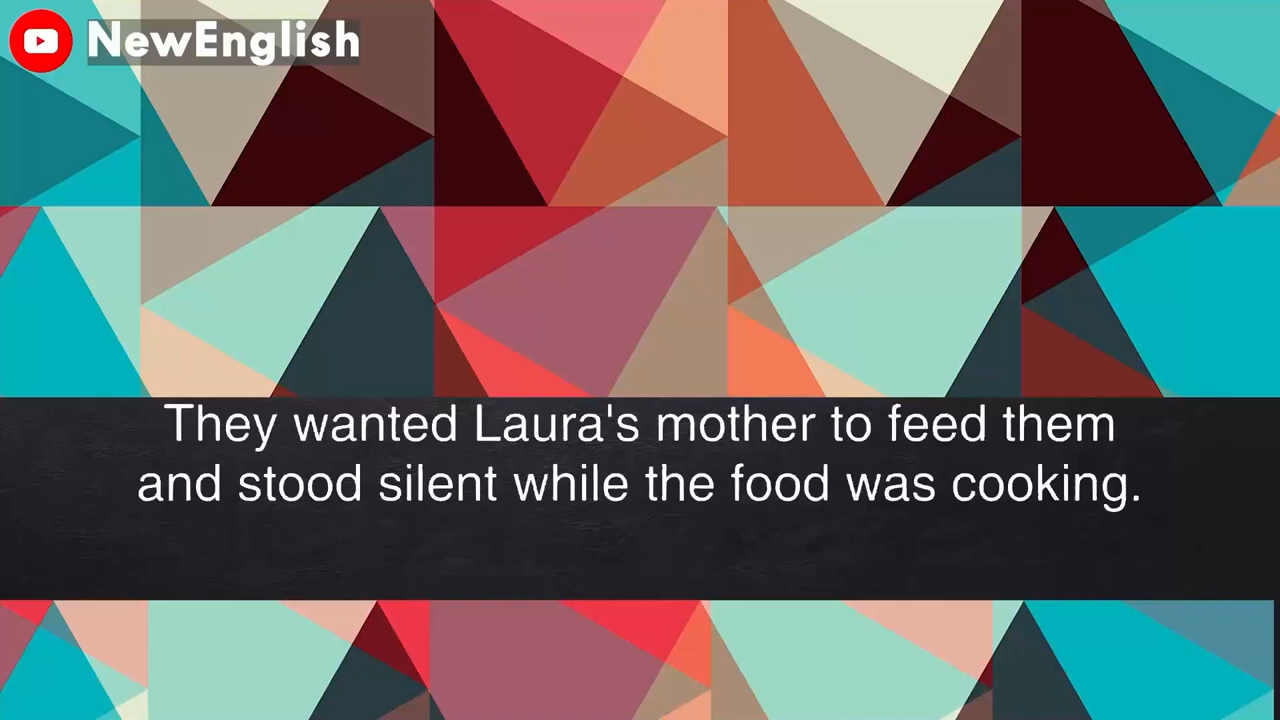 NewEnglish
They wanted Laura's mother to feed them
and stood silent while the food was cooking.